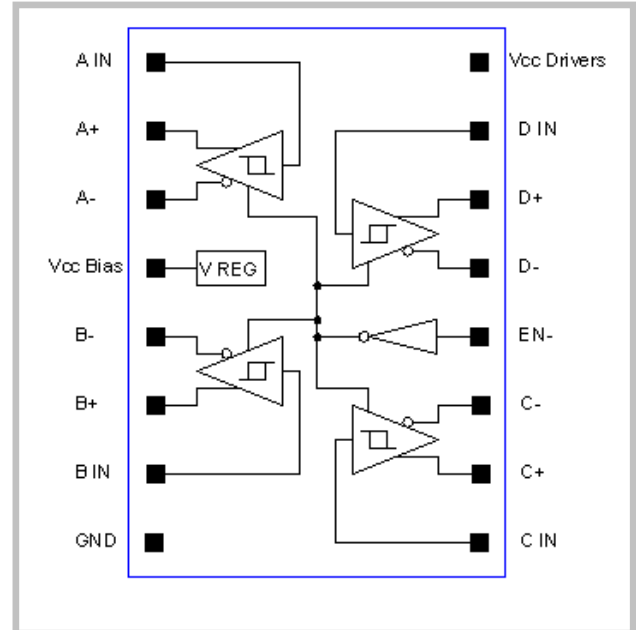 A IN
A+
A-
Vcc Bias
V REG
B-
B+
B IN
GND
Vcc Drivers
D IN
D+
D-
EN-
C-
C+
C IN